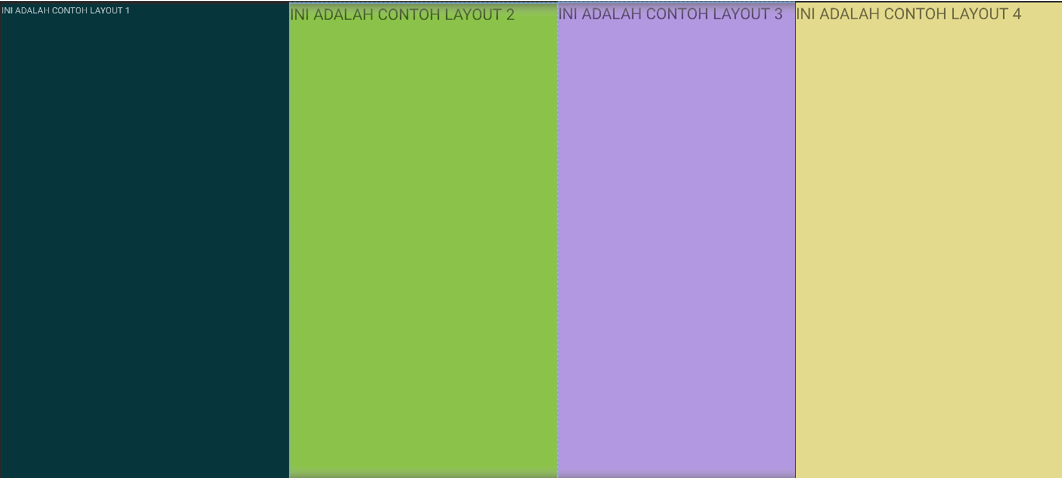 INI ADALAH CONTOH LAYOUT 1
INI ADALAH CONTOH LAYOUT 2
INI ADALAH CONTOH LAYOUT 3
INI ADALAH CONTOH LAYOUT 4